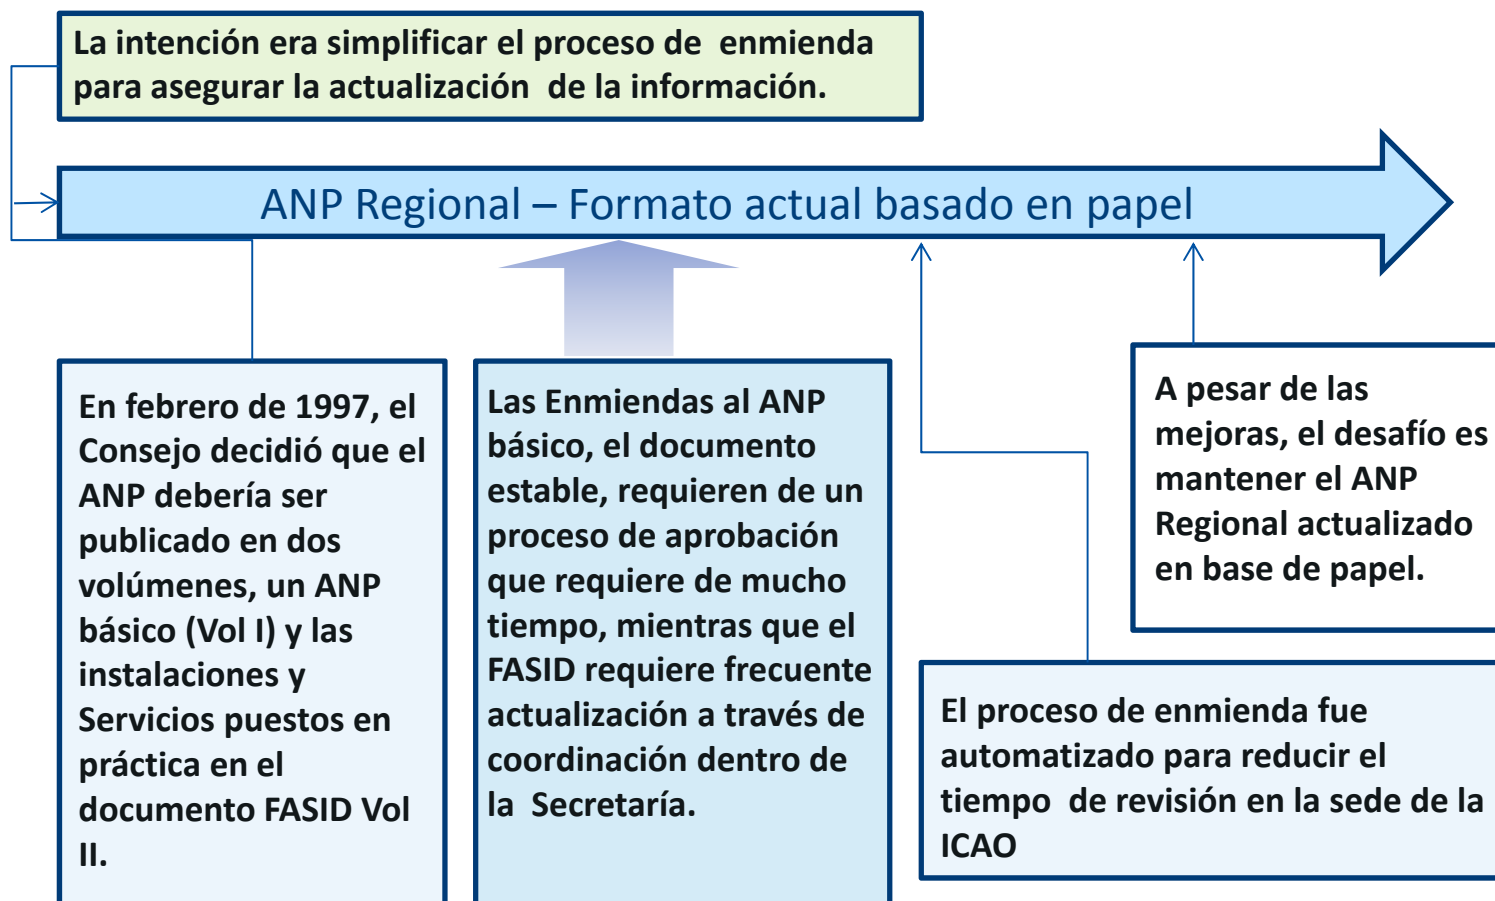 La intención era simplificar el proceso de enmienda
para asegurar la actualización de la información.
ANP Regional – Formato actual basado en papel
En febrero de 1997, el
Consejo decidió que el
ANP debería ser
publicado en dos
volúmenes, un ANP
básico (Vol I) y las
instalaciones y
Servicios puestos en
práctica en el
documento FASID Vol
II.
Las Enmiendas al ANP
básico, el documento
estable, requieren de un
proceso de aprobación
que requiere de mucho
tiempo, mientras que el
FASID requiere frecuente
actualización a través de
coordinación dentro de
la Secretaría.
El proceso de enmienda fue
automatizado para reducir el
tiempo de revisión en la sede de la
ICAO
A pesar de las
mejoras, el desafío es
mantener el ANP
Regional actualizado
en base de papel.